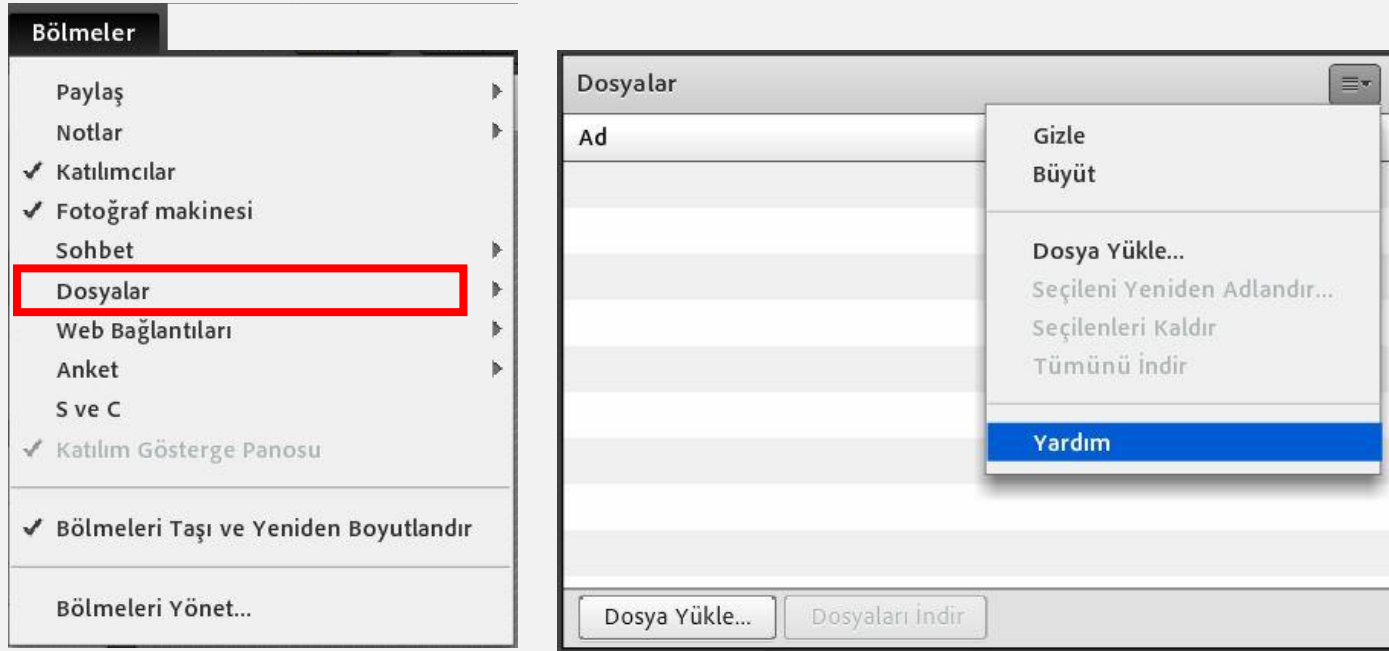 Bölmeler
Paylaş
Notlar
Katılımcılar
Fotoğraf makinesi
Sohbet
Dosyalar
Web Bağlantıları
Anket
S ve C
Katılım Gösterge Panosu
Bölmeleri Taşı ve Yeniden Boyutlandır
Bölmeleri Yönet...
Dosyalar
Ad
Gizle
Büyüt
Dosya Yükle...
Seçileni Yeniden Adlandır...
Seçilenleri Kaldır
Tümünü İndir
Yardım
Dosya Yükle...
Dosyaları İndir